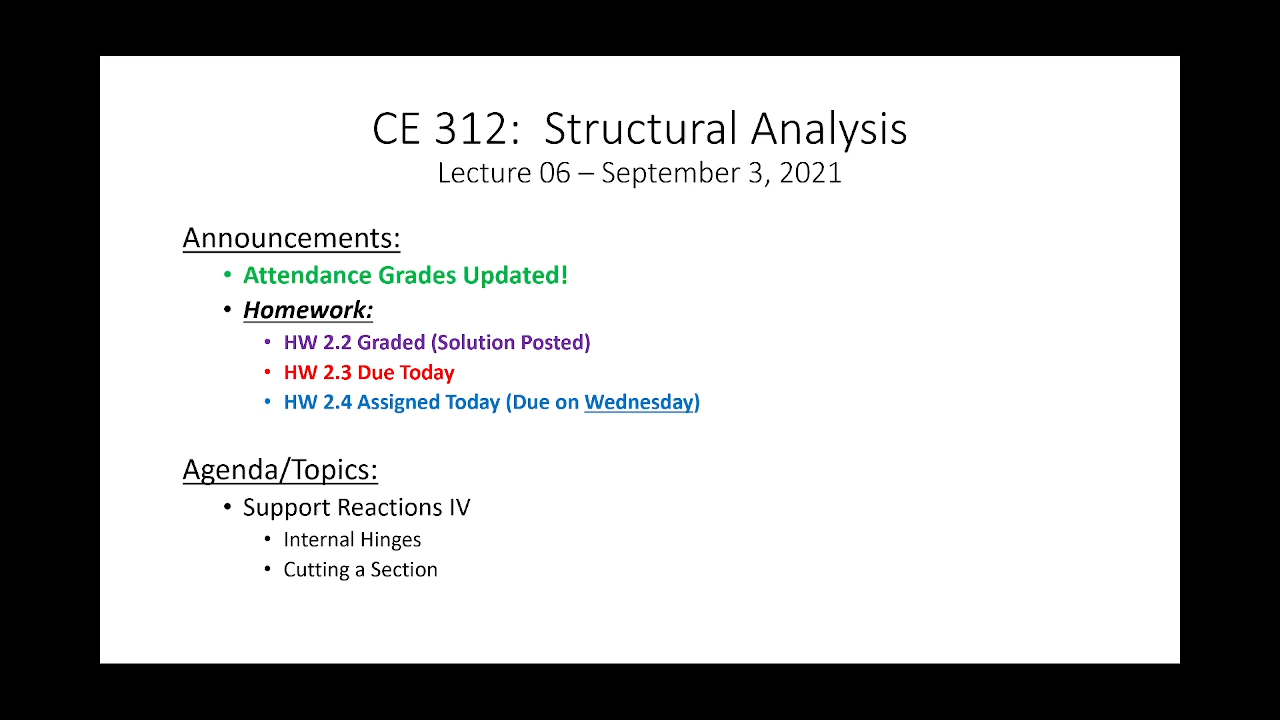 CE 312: Structural Analysis
Lecture 06 – September 3, 2021
Announcements:
• Attendance Grades Updated!
• Homework:
• HW 2.2 Graded (Solution Posted)
• HW 2.3 Due Today
• HW 2.4 Assigned Today (Due on Wednesday)
Agenda/Topics:
• Support Reactions IV
• Internal Hinges
• Cutting a Section